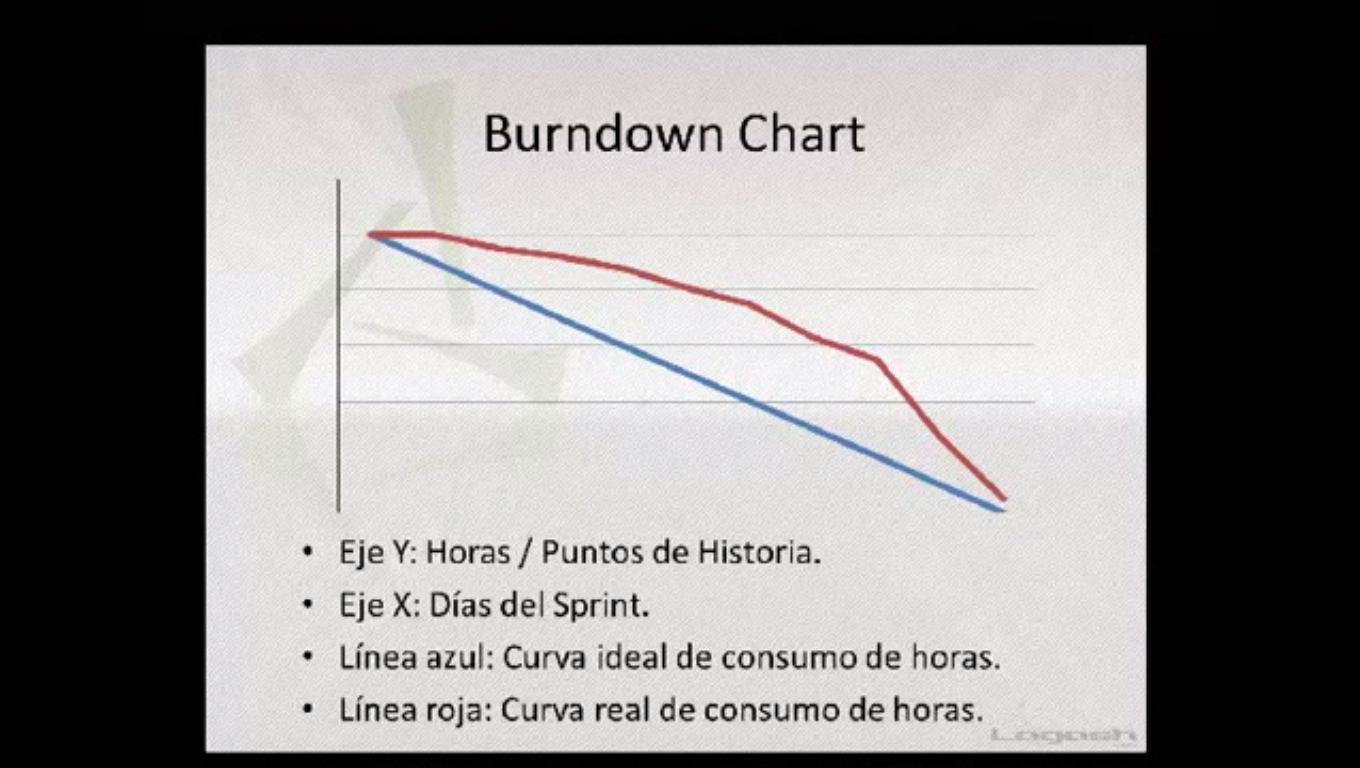 Burndown Chart
• Eje Y: Horas / Puntos de Historia.
• Eje X: Días del Sprint.
• Línea azul: Curva ideal de consumo de horas.
• Línea roja: Curva real de consumo de horas.
Lagash